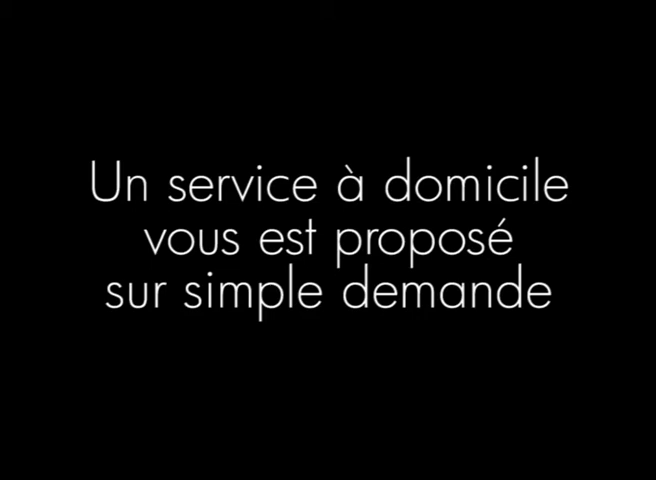 Un service à domicile
vous est proposé
sur simple demande